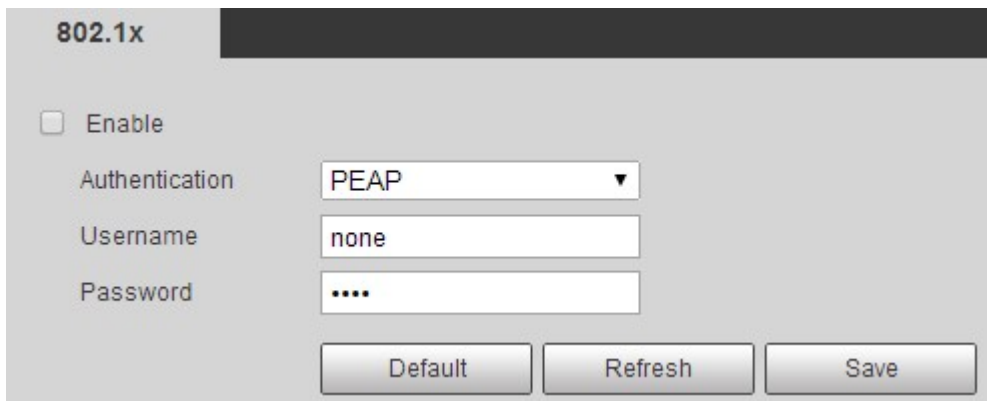 802.1x
Enable
Authentication PEAP
Username none
Password ••••
Default Refresh Save